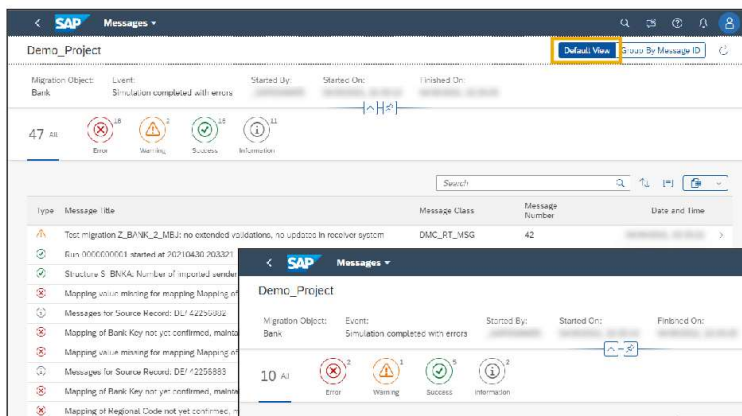 SAP Messages
Demo_Project Default View Group By Message ID
Migration Object: Event: Started By: Started On: Finished On:
Bank Simulation completed with errors
47 All 18 2 16 11
Error Warning Success Information
Search
Type Message Title Message Class Message Number Date and Time
Test migration Z_BANK_2_MBJ: no extended validations, no updates in receiver system DMC_RT_MSG 42
Run 0000000001 started at 20210430 203321
Structure S_BNKA: Number of imported sender
Mapping value missing for mapping Mapping of
Messages for Source Record: DE/ 42256882
Mapping of Bank Key not yet confirmed, mainta
Mapping value missing for mapping Mapping of
Messages for Source Record: DE/ 42256883
Mapping of Bank Key not yet confirmed, mainta
Mapping of Regional Code not yet confirmed, m
SAP Messages
Demo_Project
Migration Object: Event: Started By: Started On: Finished On:
Bank Simulation completed with errors
10 All 2 1 5 2
Error Warning Success Information